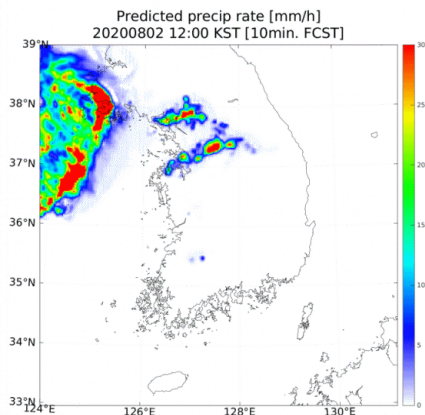 Predicted precip rate [mm/h]
20200802 12:00 KST [10min. FCST]
39°N
38°N
37°N
36°N
35°N
34°N
33°N
124°E
126°E
128°E
130°E
30
25
20
15
10
5
0